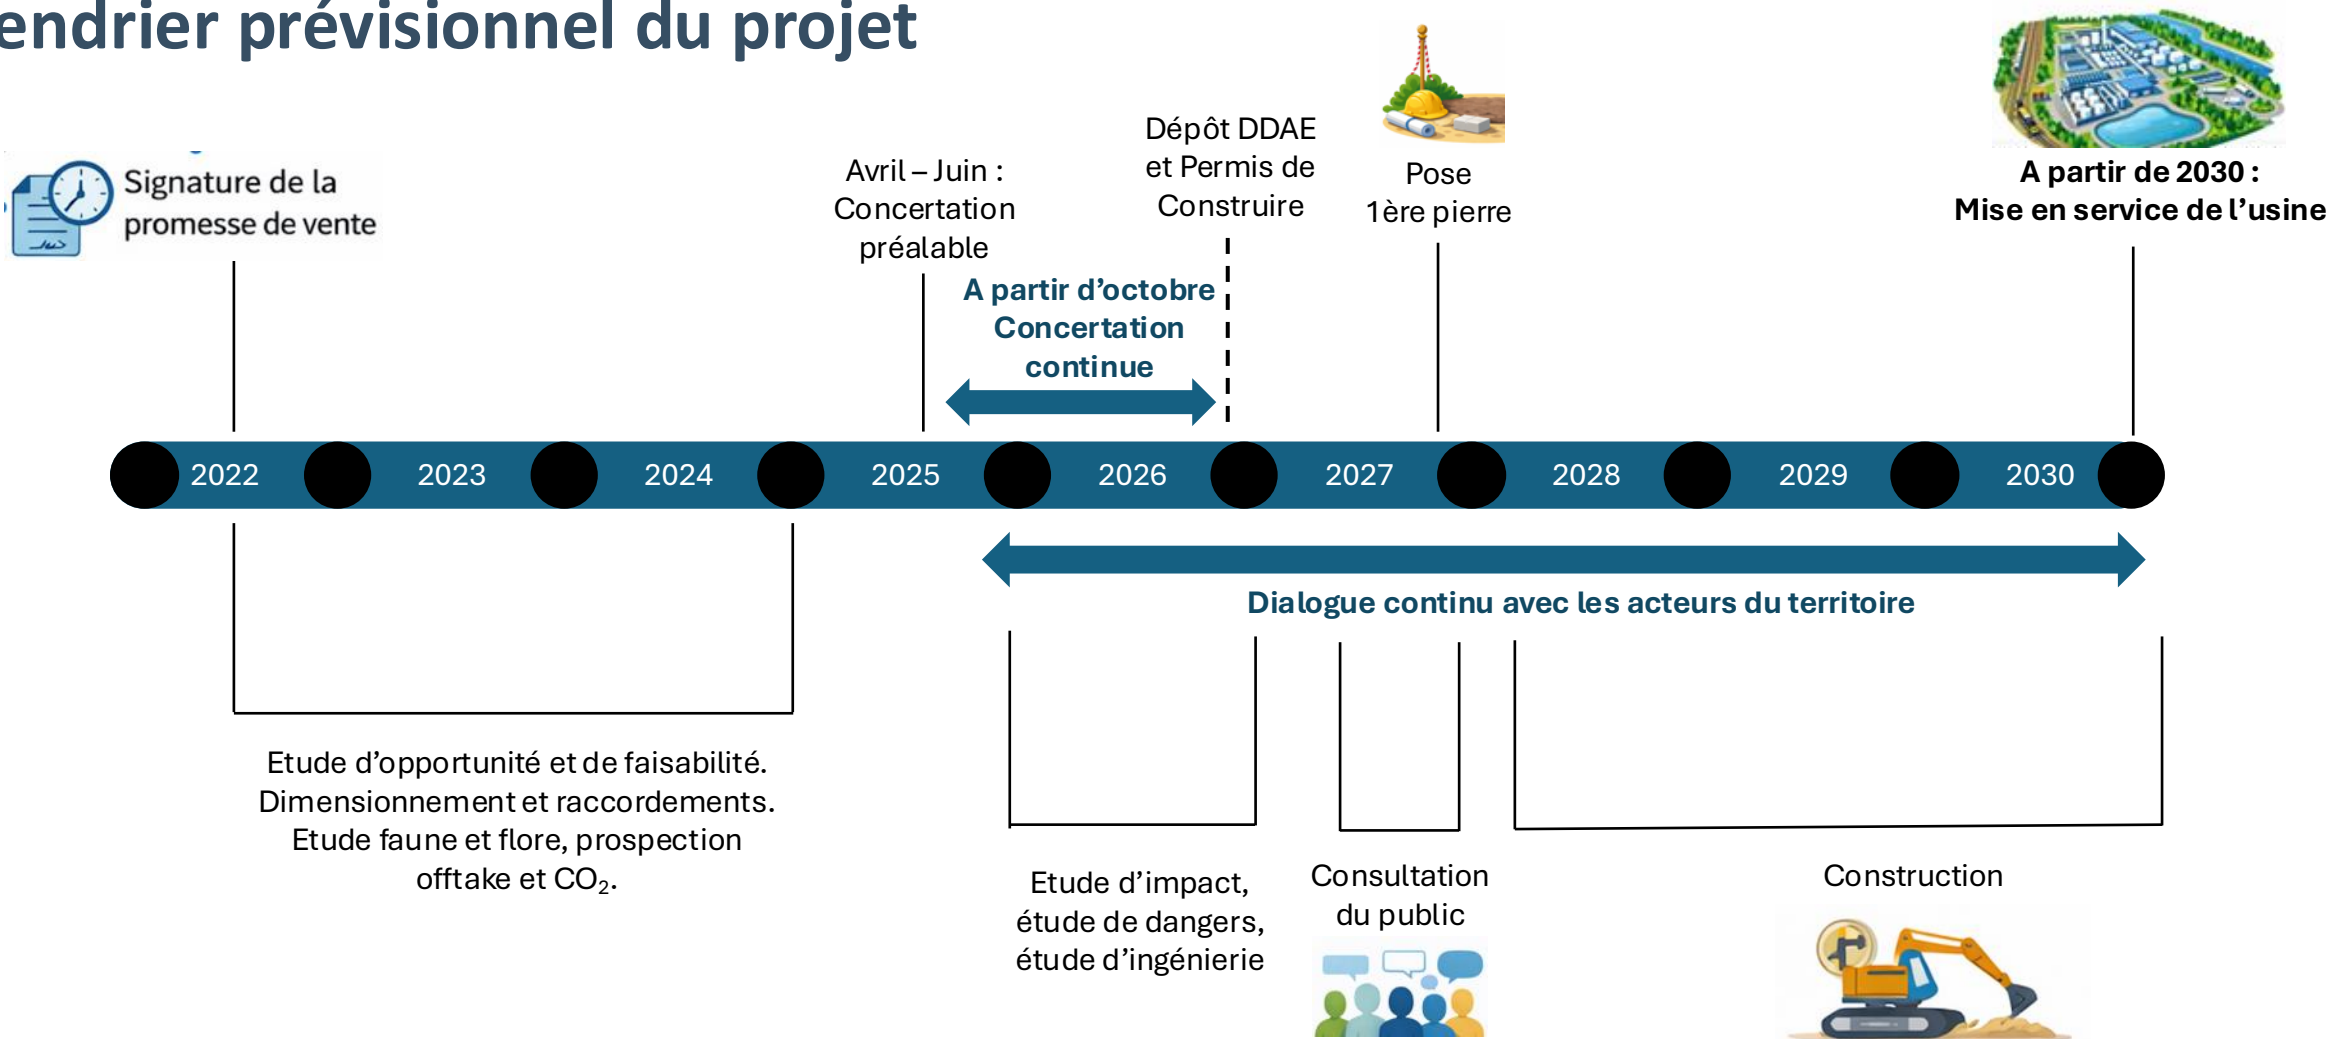 endrier prévisionnel du projet
Signature de la
promesse de vente
Avril – Juin :
Concertation
préalable
A partir d’octobre
Concertation
continue
Dépôt DDAE
et Permis de
Construire
Pose
1ère pierre
A partir de 2030 :
Mise en service de l’usine
2022
2023
2024
2025
2026
2027
2028
2029
2030
Dialogue continu avec les acteurs du territoire
Etude d’opportunité et de faisabilité.
Dimensionnement et raccordements.
Etude faune et flore, prospection
offtake et CO₂.
Etude d’impact,
étude de dangers,
étude d’ingénierie
Consultation
du public
Construction